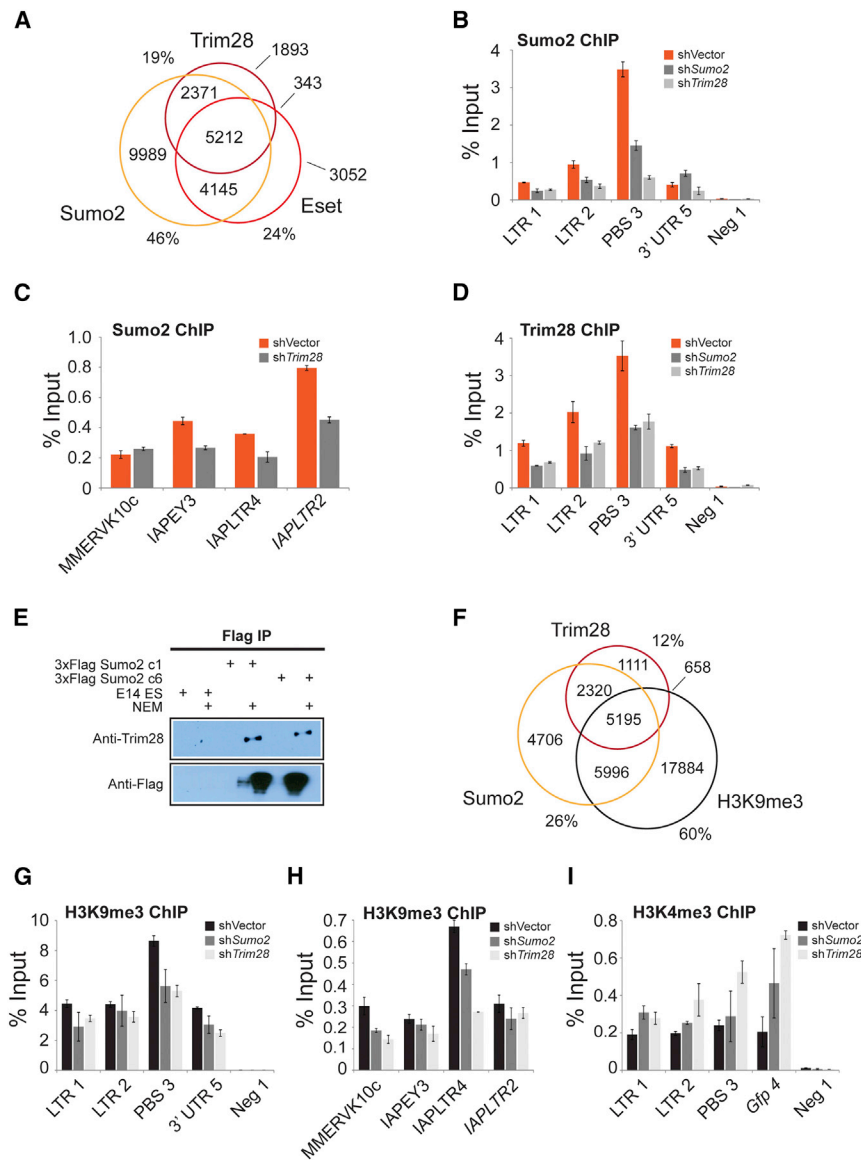 A
Trim28
19%
1893
343
2371
5212
9989
4145
3052
Sumo2
Eset
46%
24%
B
Sumo2 ChIP
shVector
shSumo2
shTrim28
% Input
4
3
2
1
0
LTR 1
LTR 2
PBS 3
3' UTR 5
Neg 1
C
Sumo2 ChIP
shVector
shTrim28
% Input
1.0
0.8
0.6
0.4
0.2
0
MMERVK10c
IAPEY3
IAPLTR4
IAPLTR2
D
Trim28 ChIP
shVector
shSumo2
shTrim28
% Input
4
3
2
1
0
LTR 1
LTR 2
PBS 3
3' UTR 5
Neg 1
E
Flag IP
3xFlag Sumo2 c1 + +
3xFlag Sumo2 c6 + +
E14 ES + +
NEM + + +
Anti-Trim28
Anti-Flag
F
Trim28
12%
1111
658
2320
5195
4706
5996
17884
Sumo2
H3K9me3
26%
60%
G
H3K9me3 ChIP
shVector
shSumo2
shTrim28
% Input
10
8
6
4
2
0
LTR 1
LTR 2
PBS 3
3' UTR 5
Neg 1
H
H3K9me3 ChIP
shVector
shSumo2
shTrim28
% Input
0.7
0.6
0.5
0.4
0.3
0.2
0.1
0
MMERVK10c
IAPEY3
IAPLTR4
IAPLTR2
I
H3K4me3 ChIP
shVector
shSumo2
shTrim28
% Input
0.8
0.6
0.4
0.2
0
LTR 1
LTR 2
PBS 3
Gfp 4
Neg 1